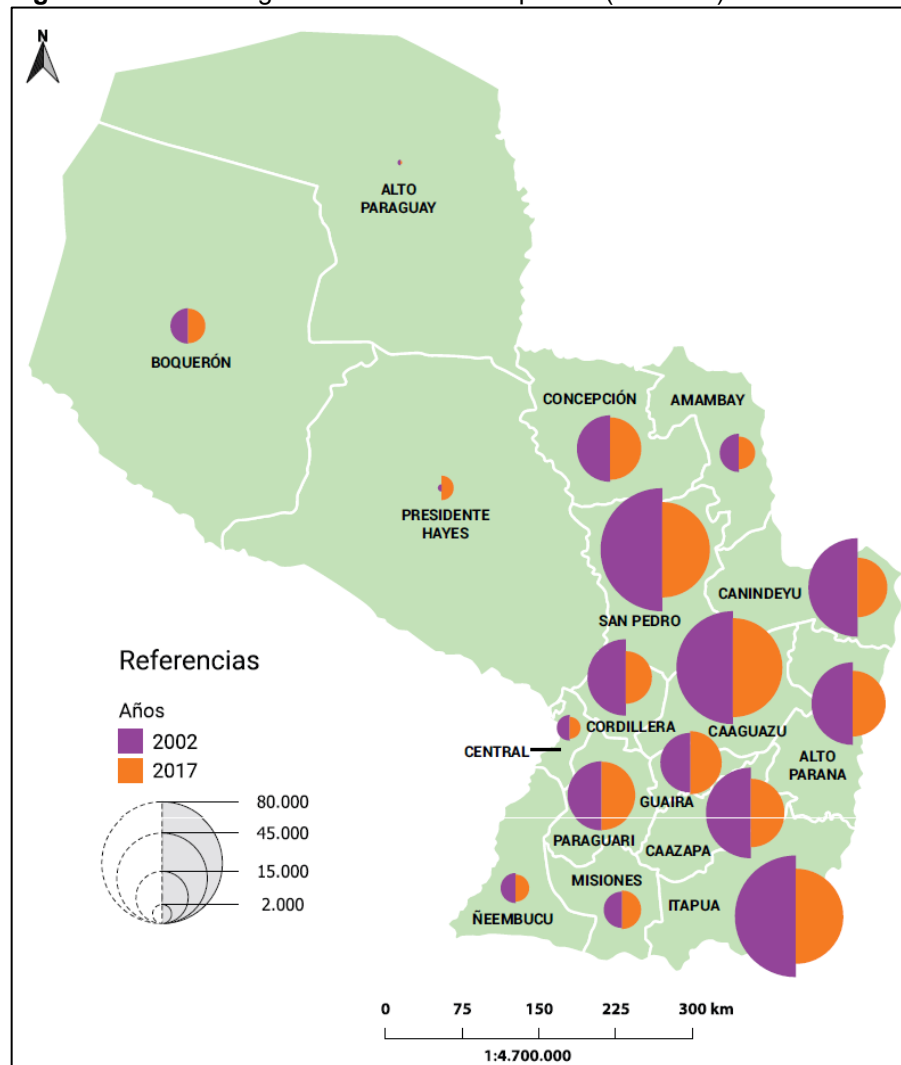 N
ALTO
PARAGUAY
BOQUERÓN
CONCEPCIÓN
AMAMBAY
PRESIDENTE
HAYES
CANINDEYU
SAN PEDRO
Referencias
Años
2002
2017
80.000
45.000
15.000
2.000
CORDILLERA
CAAGUAZU
CENTRAL
ALTO
PARANA
GUAIRA
PARAGUARI
CAAZAPA
MISIONES
ITAPUA
ÑEEMBUCU
0 75 150 225 300 km
1:4.700.000